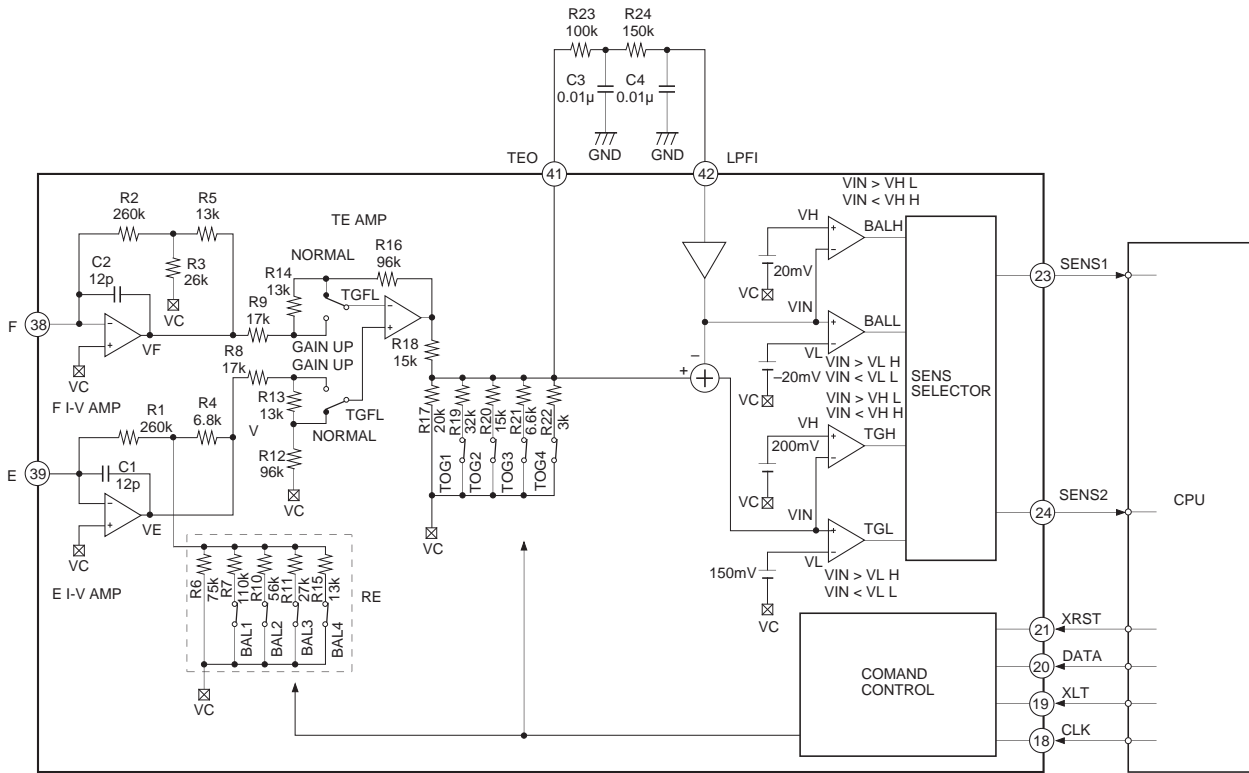 R23
100k
R24
150k
C3
0.01µ
C4
0.01µ
GND
GND
TEO
41
42
LPFI
VIN > VH L
VIN < VH H
R2
260k
R5
13k
TE AMP
C2
12p
R3
26k
VC
NORMAL
R16
96k
R14
13k
TGFL
R9
17k
F
38
VF
VC
GAIN UP
GAIN UP
R18
15k
R8
17k
F I-V AMP
R1
260k
R4
6.8k
R13
13k
V
TGFL
NORMAL
R12
96k
VC
E
39
C1
12p
VE
VC
E I-V AMP
R17
20k
R19
32k
R20
15k
R21
6.6k
R22
3k
TOG1
TOG2
TOG3
TOG4
VC
R6
75k
R7
110k
R10
56k
R11
27k
R15
13k
RE
BAL1
BAL2
BAL3
BAL4
VC
VH
BALH
20mV
VC
VIN
BALL
VL
–20mV
VC
VIN > VL H
VIN < VL L
VIN > VH L
VIN < VH H
VH
TGH
200mV
VC
VIN
TGL
VL
150mV
VC
VIN > VL H
VIN < VL L
SENS
SELECTOR
23
SENS1
24
SENS2
CPU
COMAND
CONTROL
21
XRST
20
DATA
19
XLT
18
CLK